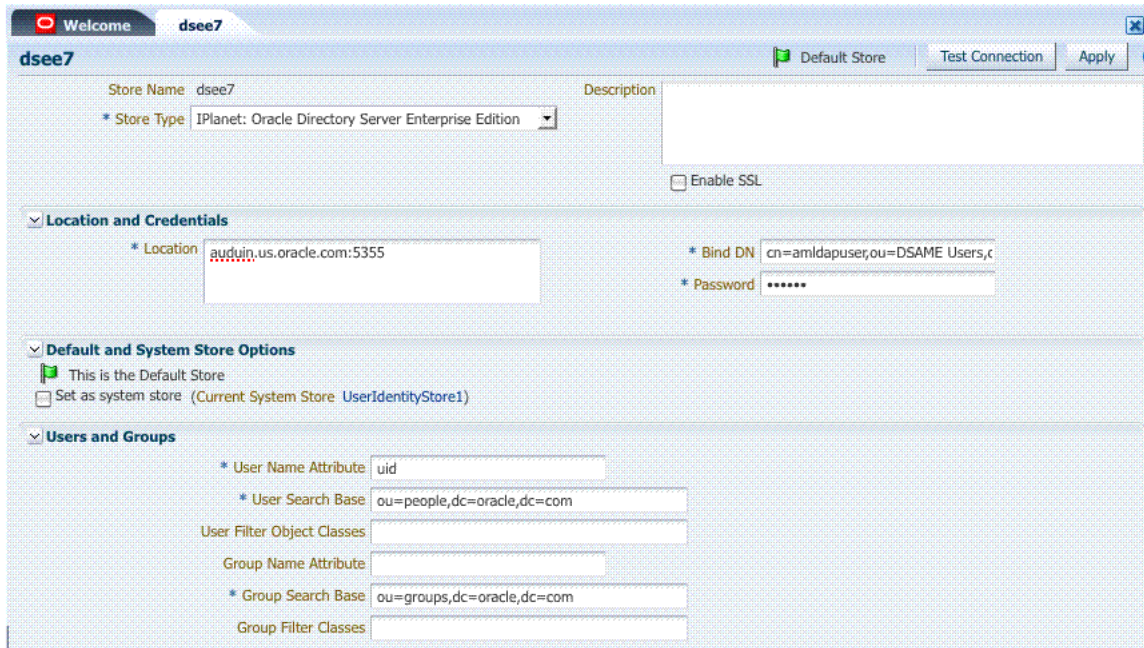 Welcome dsee7
dsee7 Default Store Test Connection Apply
Store Name dsee7 Description
* Store Type IPlanet: Oracle Directory Server Enterprise Edition
Enable SSL
Location and Credentials
* Location auduin.us.oracle.com:5355 * Bind DN cn=amldapuser,ou=DSAME Users,c
* Password ••••••
Default and System Store Options
This is the Default Store
Set as system store (Current System Store UserIdentityStore1)
Users and Groups
* User Name Attribute uid
* User Search Base ou=people,dc=oracle,dc=com
User Filter Object Classes
Group Name Attribute
* Group Search Base ou=groups,dc=oracle,dc=com
Group Filter Classes